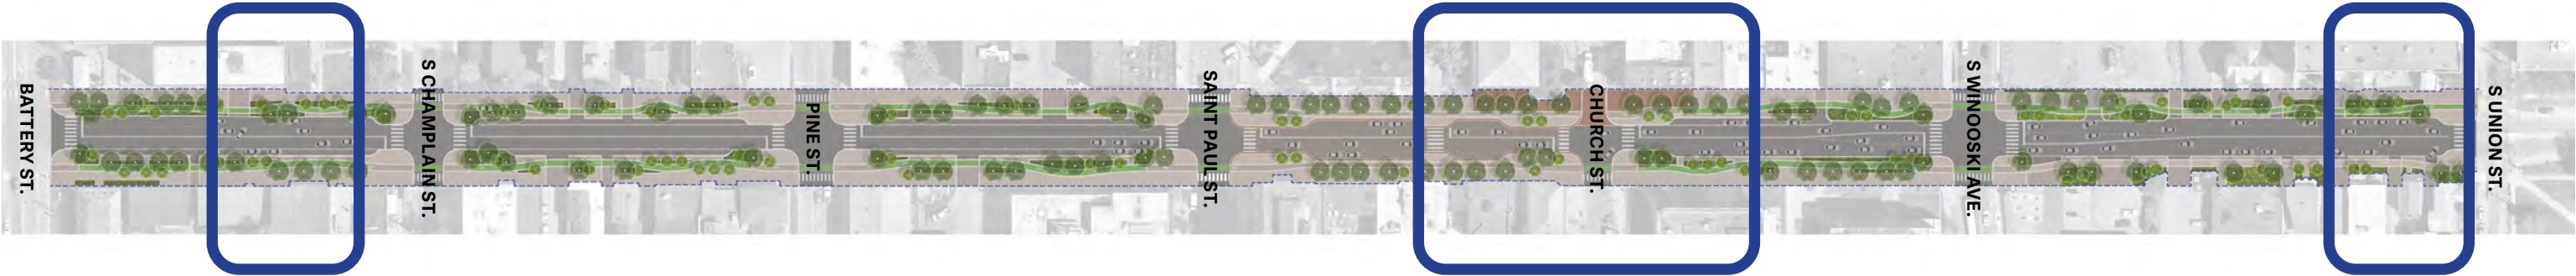 BATTERY ST.
S CHAMPLAIN ST.
PINE ST.
SAINT PAUL ST.
CHURCH ST.
S WINOOSKI AVE.
S UNION ST.